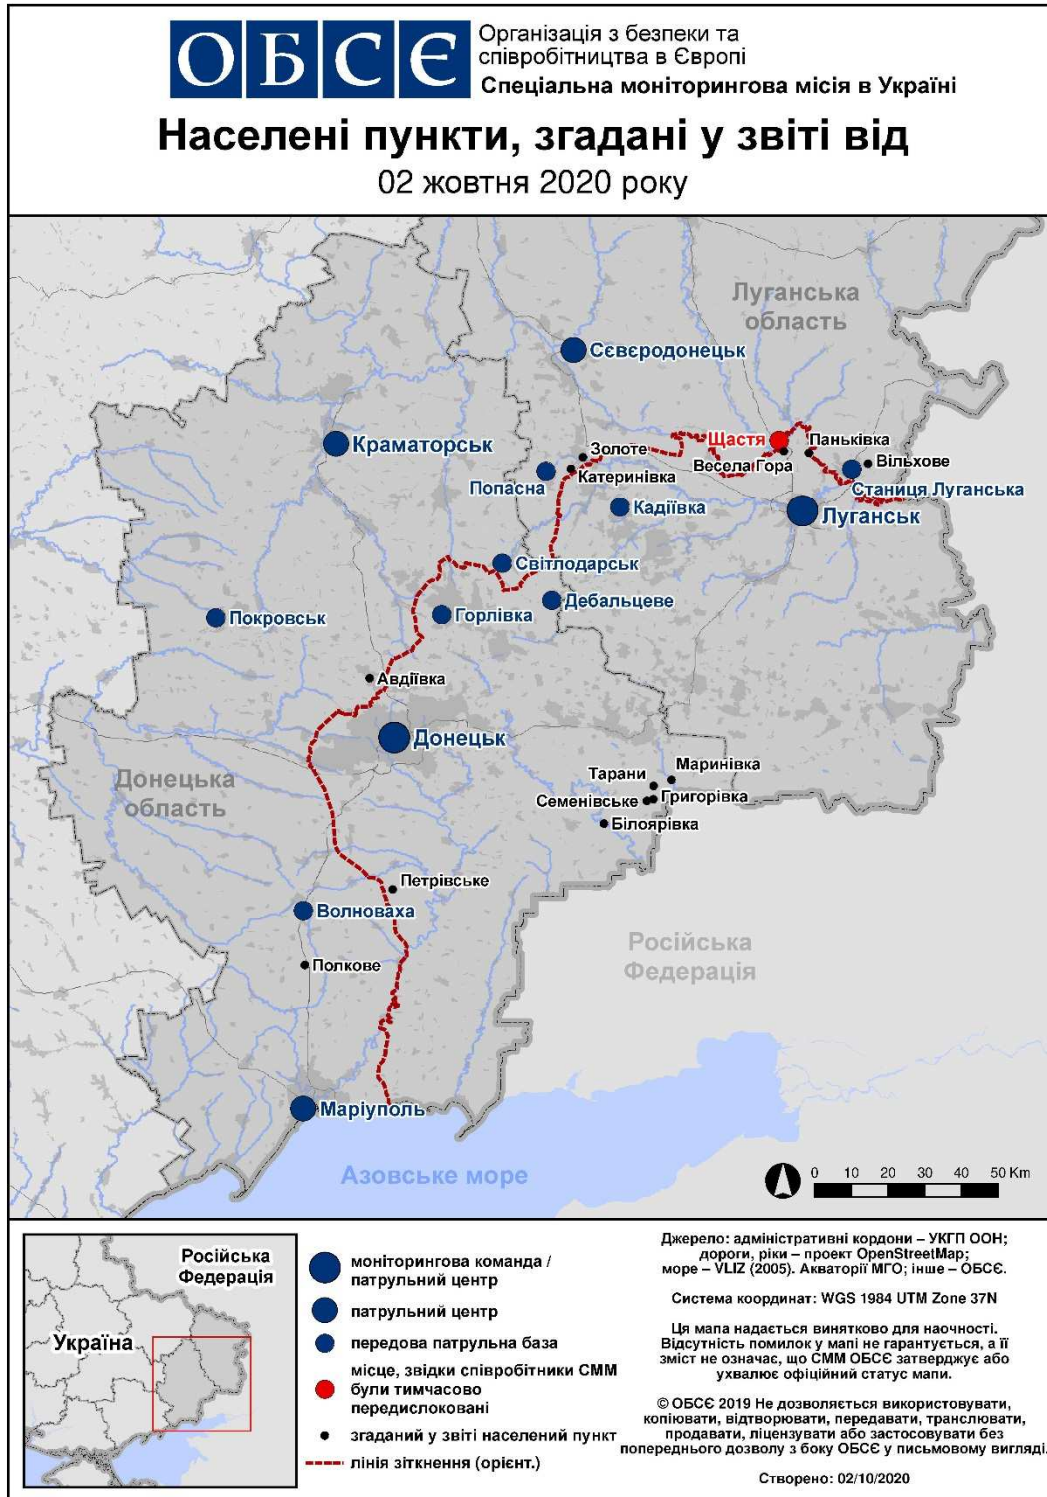 ОБСЄ
Організація з безпеки та
співробітництва в Європі
Спеціальна моніторингова місія в Україні
Населені пункти, згадані у звіті від
02 жовтня 2020 року
Луганська
область
Сєвєродонецьк
Краматорськ
Щастя
Паньківка
Золоте
Весела Гора
Вільхове
Катеринівка
Попасна
Станиця Луганська
Кадіївка
Луганськ
Світлодарськ
Дебальцеве
Горлівка
Покровськ
Авдіївка
Донецьк
Донецька
область
Маринівка
Тарани
Григорівка
Семенівське
Білоярівка
Петрівське
Волноваха
Російська
Федерація
Полкове
Маріуполь
Азовське море
0 10 20 30 40 50 Km
Російська
Федерація
Україна
моніторингова команда /
патрульний центр
патрульний центр
передова патрульна база
місце, звідки співробітники СММ
були тимчасово
передислоковані
згаданий у звіті населений пункт
лінія зіткнення (орієнт.)
Джерело: адміністративні кордони – УКГП ООН;
дороги, ріки – проект OpenStreetMap;
море – VLIZ (2005). Акваторії МГО; інше – ОБСЄ.
Система координат: WGS 1984 UTM Zone 37N
Ця мапа надається винятково для наочності.
Відсутність помилок у мапі не гарантується, а її
зміст не означає, що СММ ОБСЄ затверджує або
ухвалює офіційний статус мапи.
© ОБСЄ 2019 Не дозволяється використовувати,
копіювати, відтворювати, передавати, транслювати,
продавати, ліцензувати або застосовувати без
попереднього дозволу з боку ОБСЄ у письмовому вигляді.
Створено: 02/10/2020